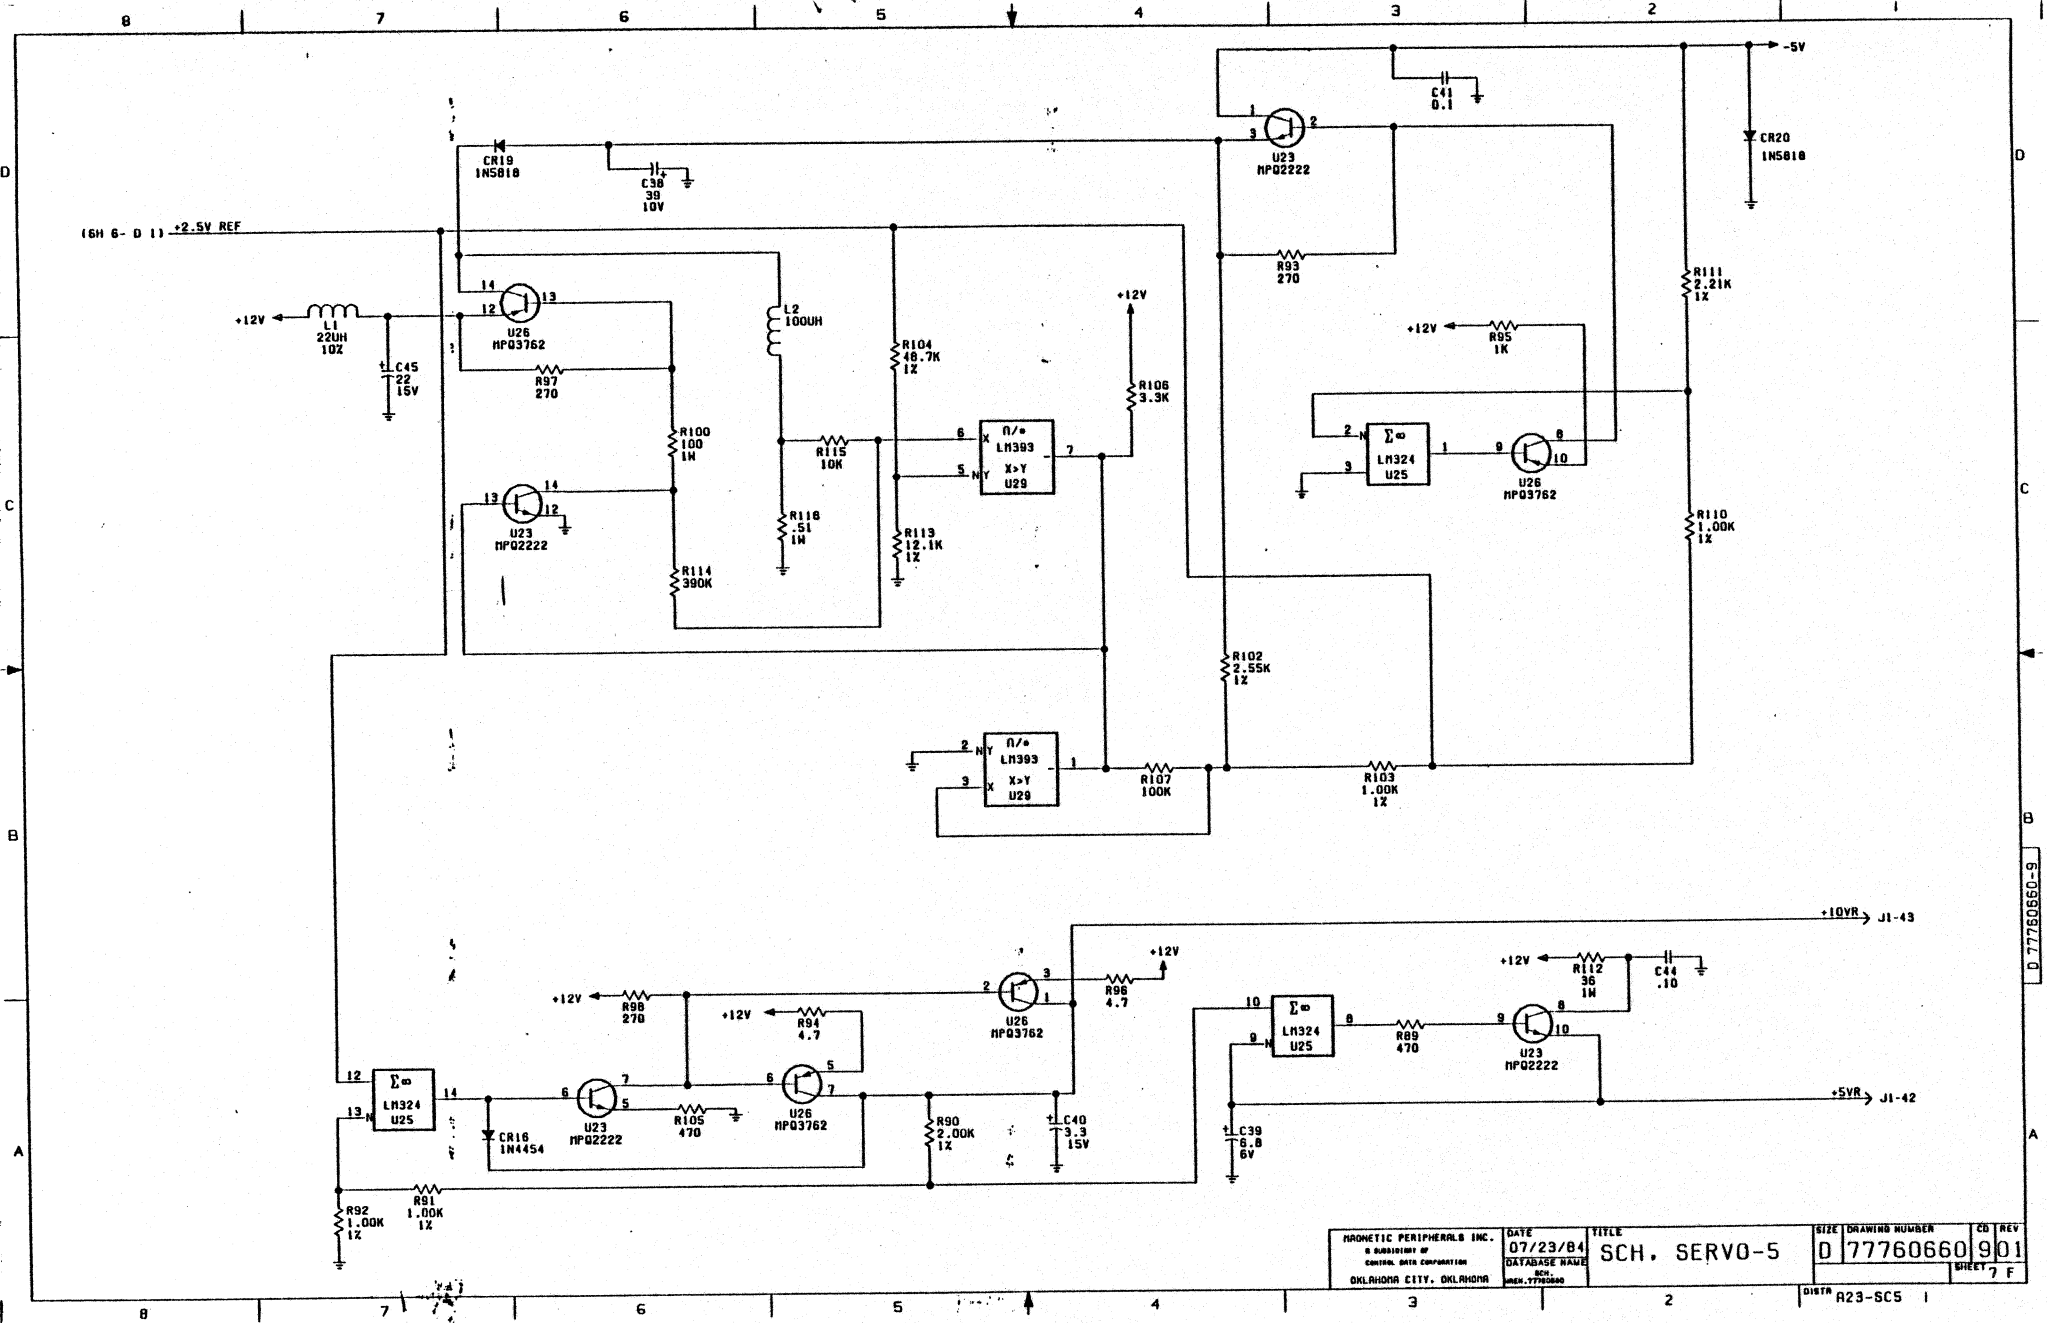 8 7 6 5 4 3 2 1
-5V
C41
0.1
1
2
3
U23
MPQ2222
CR20
1N5818
D
D
CR19
1N5818
C38
39
10V
(SH 6- D 1) +2.5V REF
R93
270
R111
2.21K
1%
14
13
12
U26
MPQ3762
+12V
L1
22UH
10%
L2
100UH
+12V
+12V
R95
1K
C45
22
15V
R97
270
R104
48.7K
1%
R106
3.3K
R100
100
1W
R115
10K
6
X
∩/*
LM393
X>Y
U29
7
5
N
Y
2
N
Σ∞
LM324
U25
1
3
9
8
10
U26
MPQ3762
C
C
13
14
12
U23
MPQ2222
R118
.51
1W
R113
12.1K
1%
R110
1.00K
1%
R114
390K
R102
2.55K
1%
2
N
Y
∩/*
LM393
X>Y
U29
1
3
X
R107
100K
R103
1.00K
1%
B
B
D 77760660-9
+10VR
J1-43
+12V
R98
270
2
3
1
U26
MPQ3762
R96
4.7
+12V
+12V
R94
4.7
+12V
R112
36
1W
C44
.10
10
Σ∞
LM324
U25
8
9
N
R89
470
9
8
10
U23
MPQ2222
12
Σ∞
LM324
U25
14
13
N
6
7
5
U23
MPQ2222
R105
470
6
5
7
U26
MPQ3762
CR16
1N4454
R90
2.00K
1%
C40
3.3
15V
C39
6.8
6V
+5VR
J1-42
A
A
R92
1.00K
1%
R91
1.00K
1%
MAGNETIC PERIPHERALS INC.
A SUBSIDIARY OF
CONTROL DATA CORPORATION
OKLAHOMA CITY, OKLAHOMA
DATE
07/23/84
DATABASE NAME
SCH.
TITLE
SCH. SERVO-5
SIZE
D
DRAWING NUMBER
77760660
CD
9
REV
01
SHEET 7 F
DISTR A23-SC5 1
8 7 6 5 4 3 2